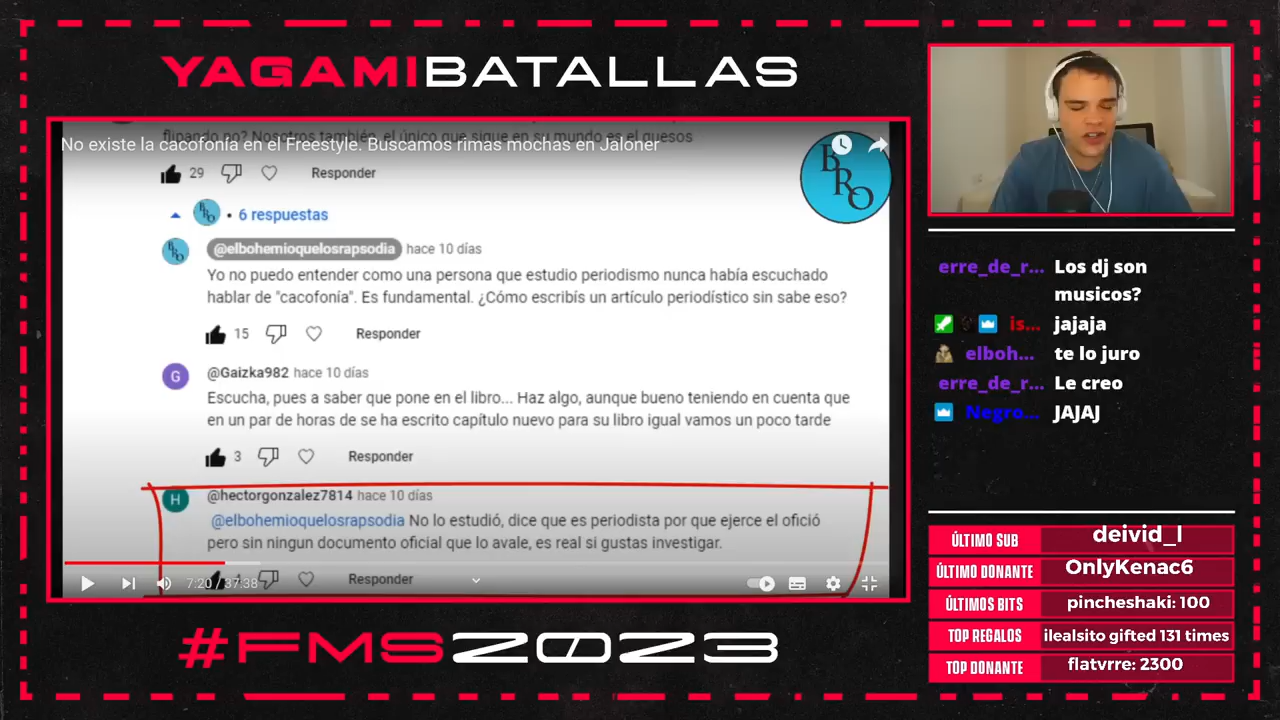 YAGAMIBATALLAS
flipando no? Nosotros también, el único que sigue en su mundo es el quesos
No existe la cacofonía en el Freestyle. Buscamos rimas mochas en Jaloner
BRO
29 Responder
BRO • 6 respuestas
BRO @elbohemioquelosrapsodia hace 10 días
Yo no puedo entender como una persona que estudio periodismo nunca había escuchado
hablar de "cacofonía". Es fundamental. ¿Cómo escribís un artículo periodístico sin sabe eso?
15 Responder
G @Gaizka982 hace 10 días
Escucha, pues a saber que pone en el libro... Haz algo, aunque bueno teniendo en cuenta que
en un par de horas de se ha escrito capítulo nuevo para su libro igual vamos un poco tarde
3 Responder
H @hectorgonzalez7814 hace 10 días
@elbohemioquelosrapsodia No lo estudió, dice que es periodista por que ejerce el ofició
pero sin ningun documento oficial que lo avale, es real si gustas investigar.
7:20 / 37:38 Responder
#FMS2023
erre_de_r... Los dj son
musicos?
is... jajaja
elboh... te lo juro
erre_de_r... Le creo
Negro... JAJAJ
ÚLTIMO SUB deivid_l
ÚLTIMO DONANTE OnlyKenac6
ÚLTIMOS BITS pincheshaki: 100
TOP REGALOS ilealsito gifted 131 times
TOP DONANTE flatvrre: 2300